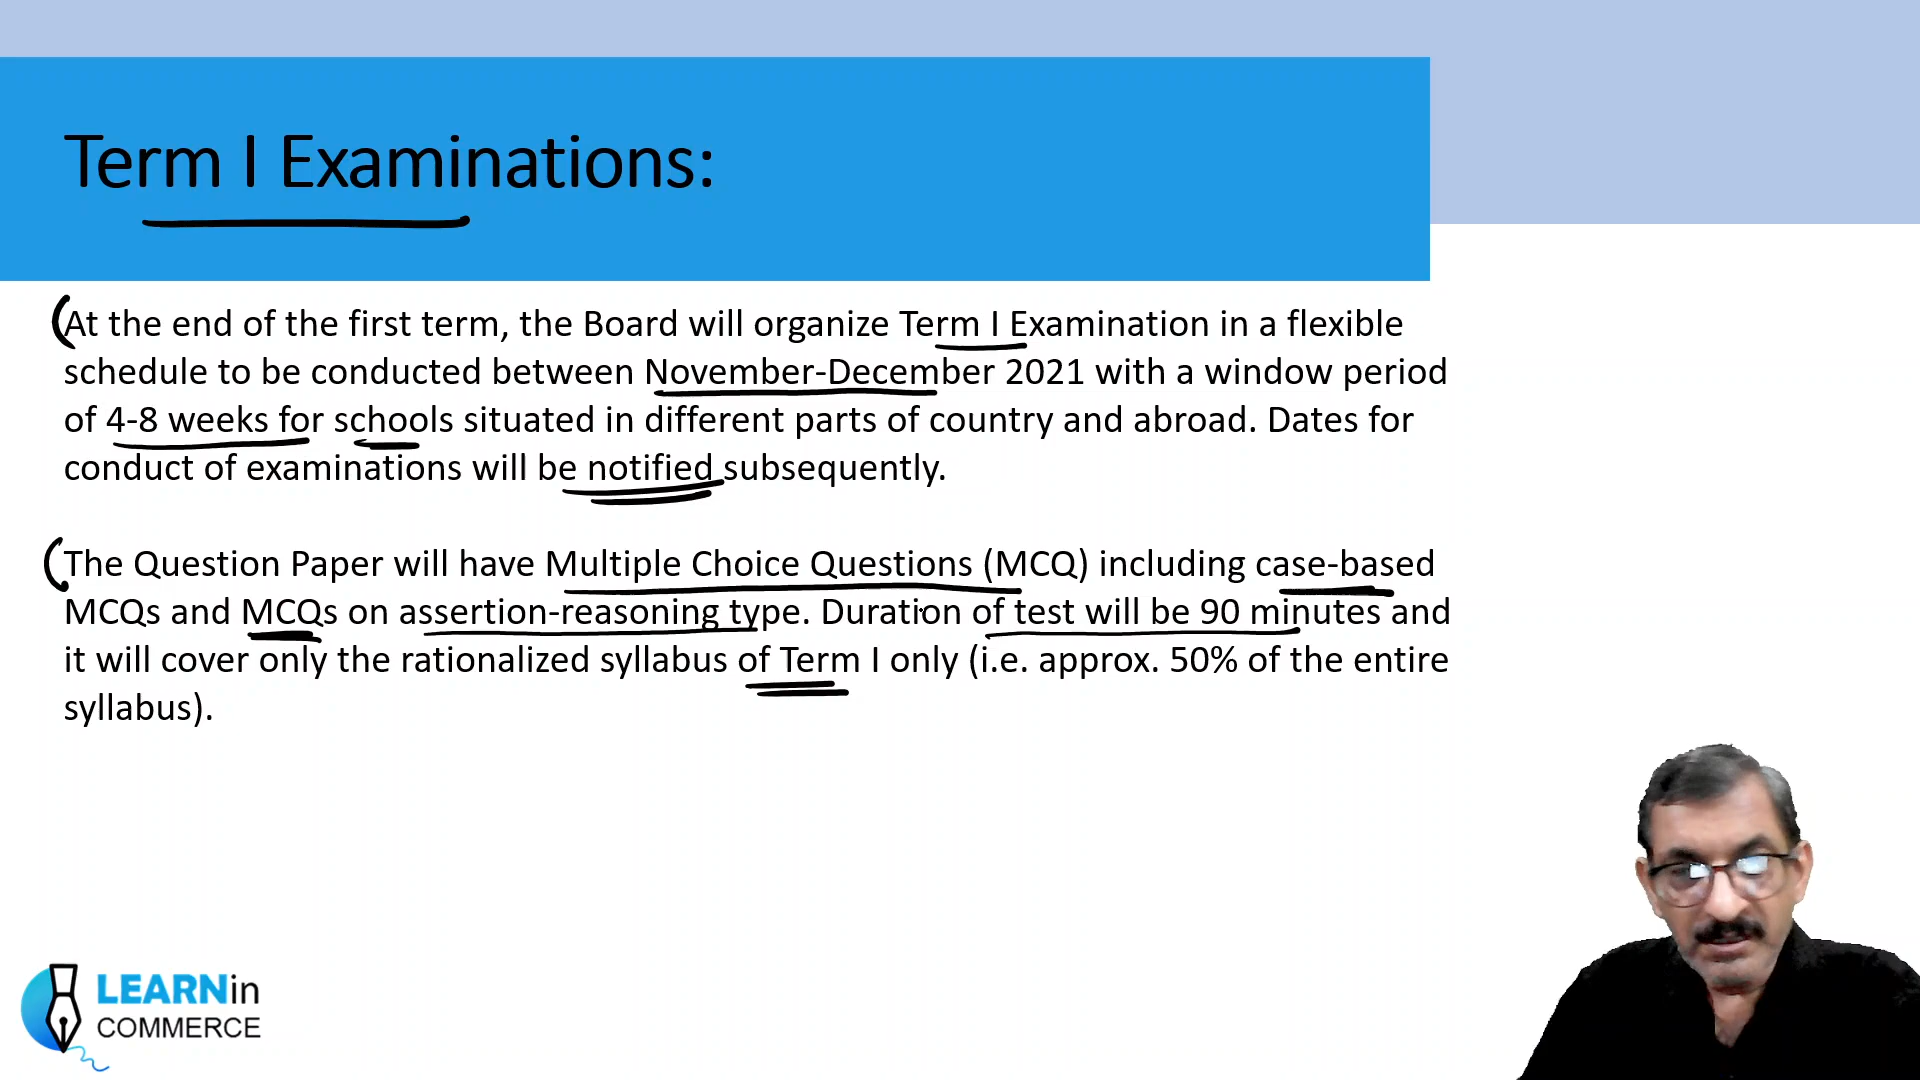 Term I Examinations:
At the end of the first term, the Board will organize Term I Examination in a flexible
schedule to be conducted between November-December 2021 with a window period
of 4-8 weeks for schools situated in different parts of country and abroad. Dates for
conduct of examinations will be notified subsequently.
The Question Paper will have Multiple Choice Questions (MCQ) including case-based
MCQs and MCQs on assertion-reasoning type. Duration of test will be 90 minutes and
it will cover only the rationalized syllabus of Term I only (i.e. approx. 50% of the entire
syllabus).
LEARNin
COMMERCE